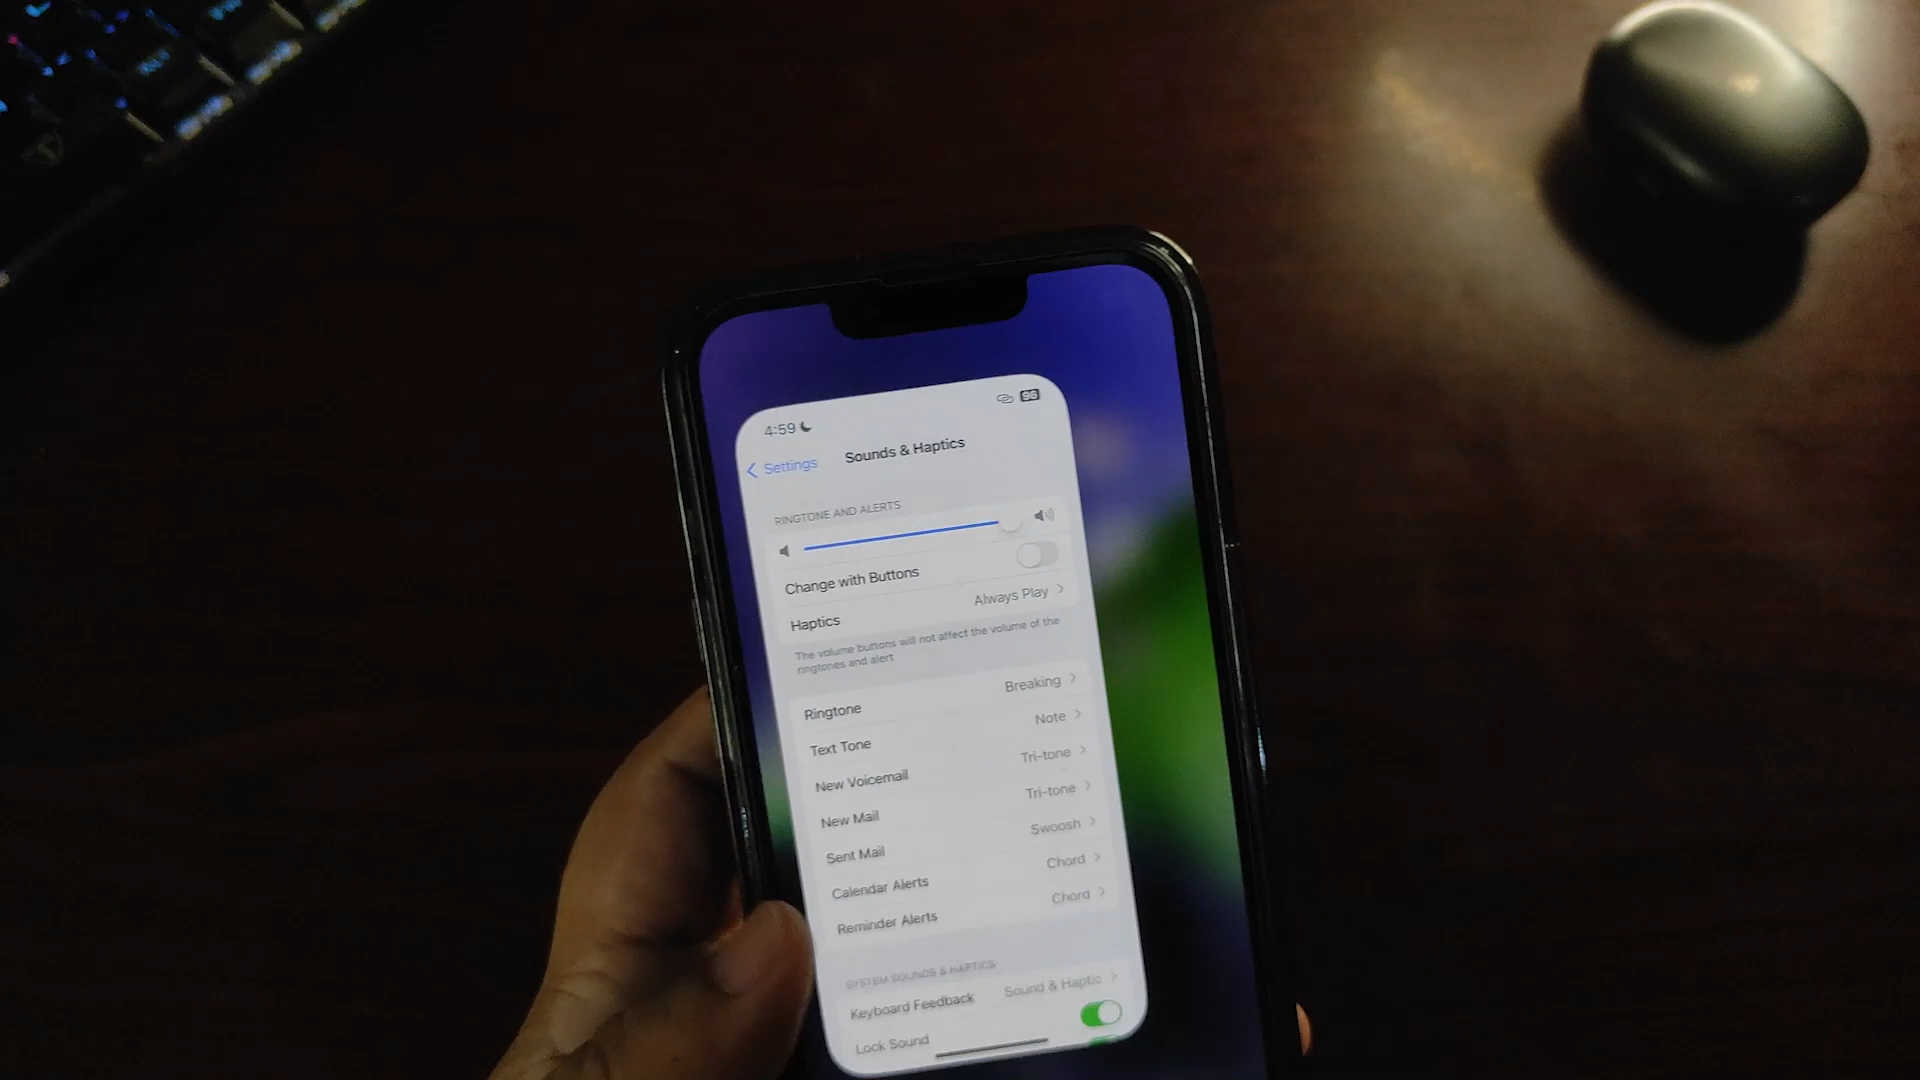 4:59
96
Settings
Sounds & Haptics
RINGTONE AND ALERTS
Change with Buttons
Haptics
Always Play
The volume buttons will not affect the volume of the
ringtones and alert
Ringtone
Breaking
Text Tone
Note
New Voicemail
Tri-tone
New Mail
Tri-tone
Sent Mail
Swoosh
Calendar Alerts
Chord
Reminder Alerts
Chord
SYSTEM SOUNDS & HAPTICS
Keyboard Feedback
Sound & Haptic
Lock Sound